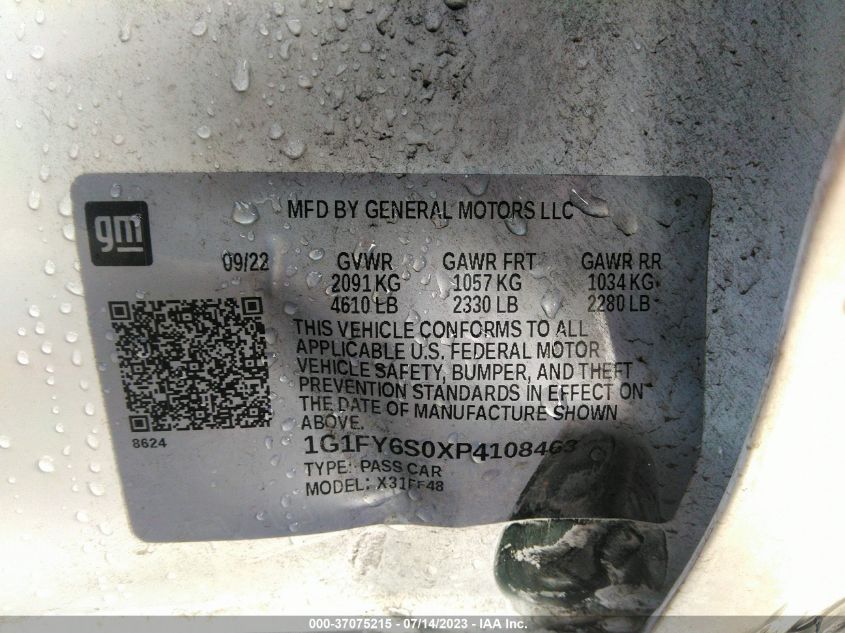 gm
MFD BY GENERAL MOTORS LLC
09/22 GVWR GAWR FRT GAWR RR
2091 KG 1057 KG 1034 KG
4610 LB 2330 LB 2280 LB
THIS VEHICLE CONFORMS TO ALL
APPLICABLE U.S. FEDERAL MOTOR
VEHICLE SAFETY, BUMPER, AND THEFT
PREVENTION STANDARDS IN EFFECT ON
THE DATE OF MANUFACTURE SHOWN
ABOVE.
8624
1G1FY6S0XP4108463
TYPE: PASS CAR
MODEL: X31FF48
000-37075215 - 07/14/2023 - IAA Inc.